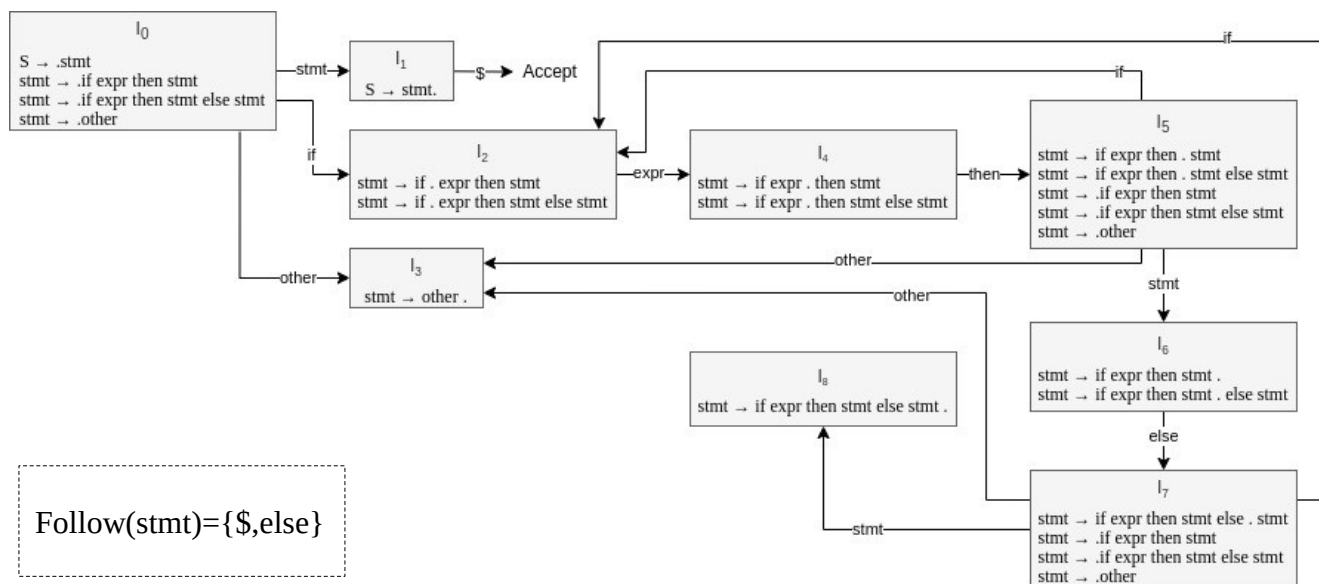 I0
S → .stmt
stmt → .if expr then stmt
stmt → .if expr then stmt else stmt
stmt → .other
stmt
I1
S → stmt.
$
Accept
if
if
if
I2
stmt → if . expr then stmt
stmt → if . expr then stmt else stmt
expr
I4
stmt → if expr . then stmt
stmt → if expr . then stmt else stmt
then
I5
stmt → if expr then . stmt
stmt → if expr then . stmt else stmt
stmt → .if expr then stmt
stmt → .if expr then stmt else stmt
stmt → .other
other
I3
stmt → other .
other
other
stmt
I6
stmt → if expr then stmt .
stmt → if expr then stmt . else stmt
I8
stmt → if expr then stmt else stmt .
else
I7
stmt → if expr then stmt else . stmt
stmt → .if expr then stmt
stmt → .if expr then stmt else stmt
stmt → .other
stmt
Follow(stmt)={$,else}